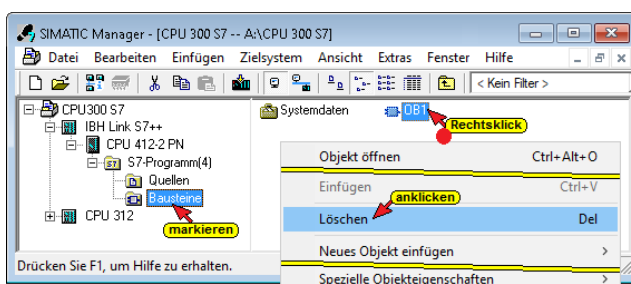 SIMATIC Manager - [CPU 300 S7 -- A:\CPU 300 S7]
Datei Bearbeiten Einfügen Zielsystem Ansicht Extras Fenster Hilfe
< Kein Filter >
CPU300 S7
IBH Link S7++
CPU 412-2 PN
S7-Programm(4)
Quellen
Bausteine
markieren
CPU 312
Systemdaten OB1
Rechtsklick
Objekt öffnen Ctrl+Alt+O
Einfügen Ctrl+V
anklicken
Löschen Del
Neues Objekt einfügen >
Spezielle Objekteigenschaften >
Drücken Sie F1, um Hilfe zu erhalten.